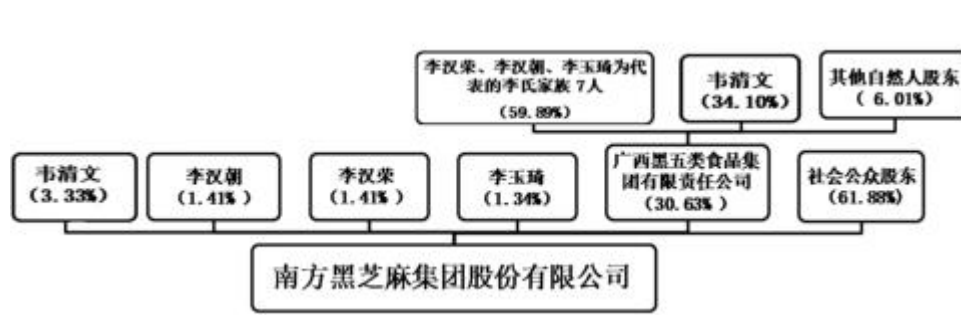 李汉荣、李汉朝、李玉琦为代
表的李氏家族 7人
(59.89%)
韦清文
(34.10%)
其他自然人股东
( 6.01%)
韦清文
(3.33%)
李汉朝
(1.41% )
李汉荣
(1.41% )
李玉琦
(1.34%)
广西黑五类食品集
团有限责任公司
(30.63% )
社会公众股东
(61.88%)
南方黑芝麻集团股份有限公司